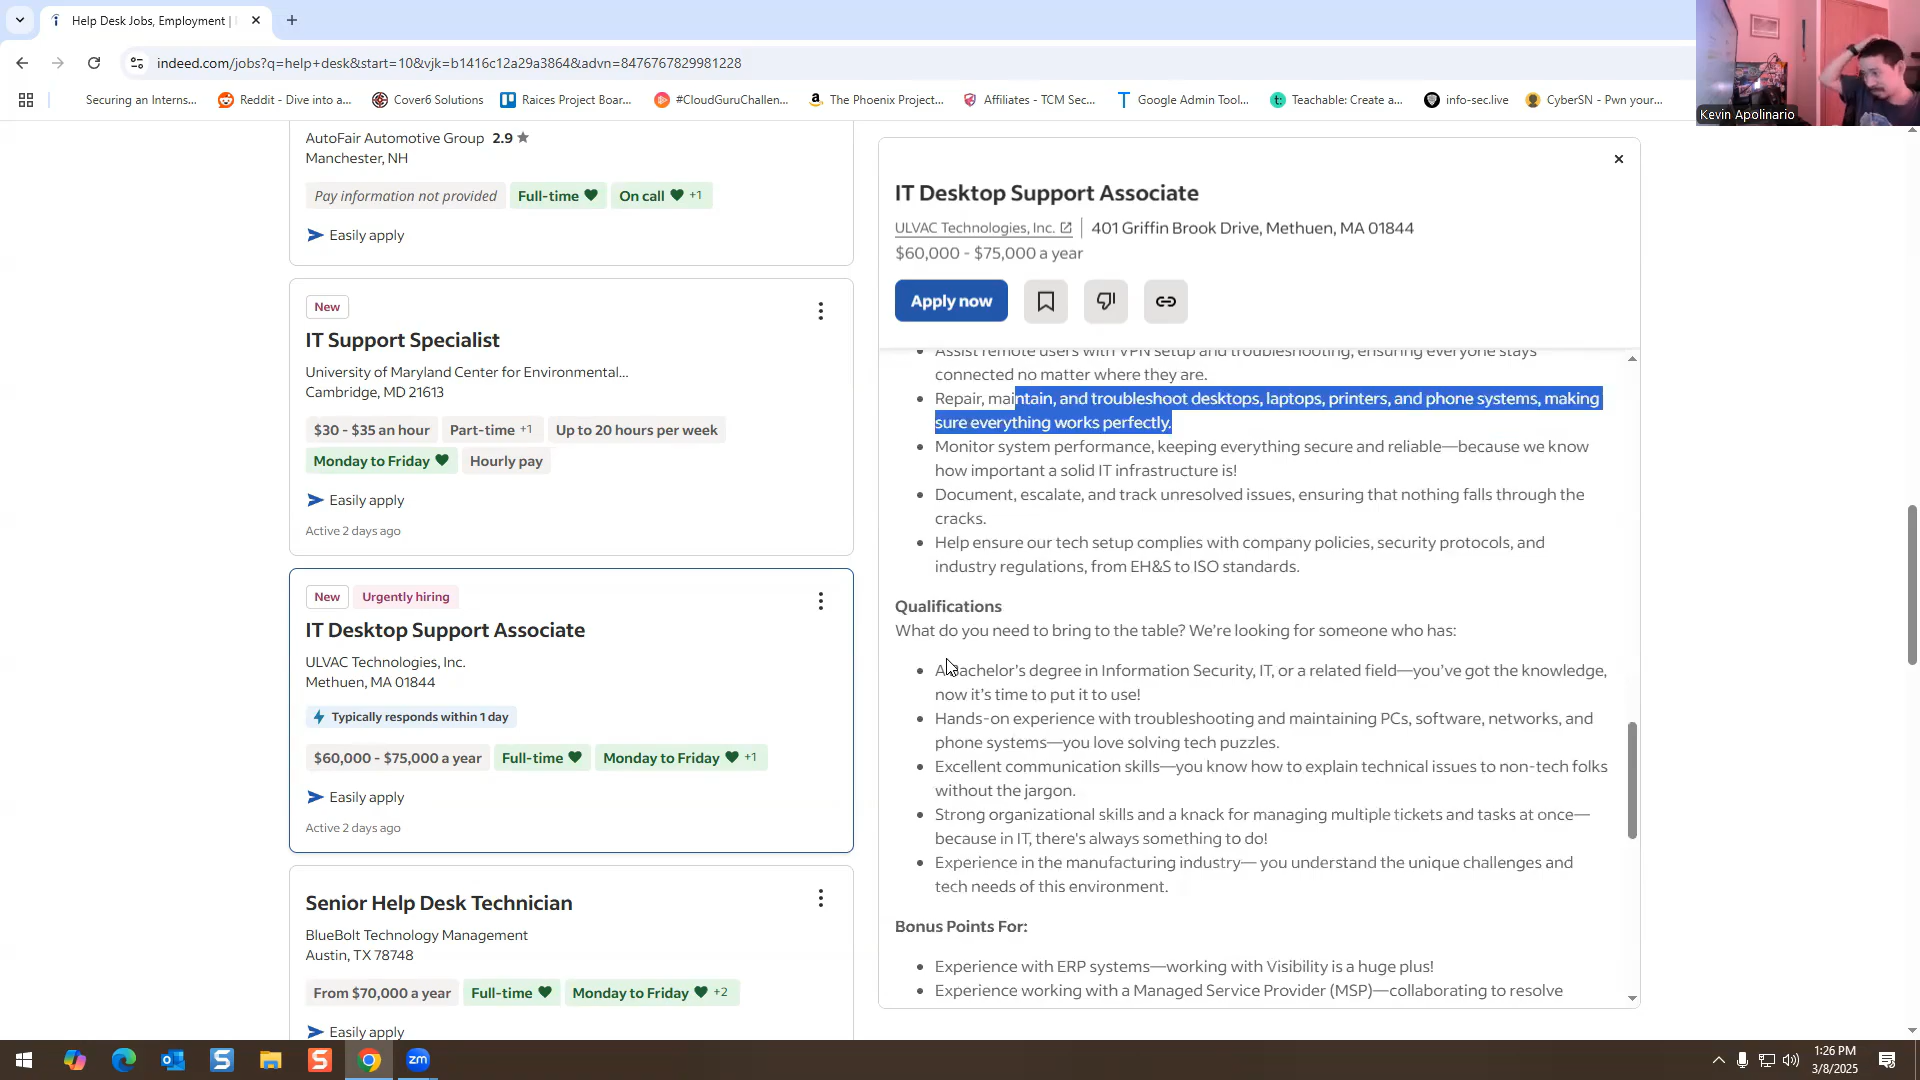 Help Desk Jobs, Employment |
indeed.com/jobs?q=help+desk&start=10&vjk=b1416c12a29a3864&advn=8476767829981228
Securing an Interns...
Reddit - Dive into a...
Cover6 Solutions
Raices Project Boar...
#CloudGuruChallen...
The Phoenix Project...
Affiliates - TCM Sec...
Google Admin Tool...
Teachable: Create a...
info-sec.live
CyberSN - Pwn your...
Kevin Apolinario
AutoFair Automotive Group 2.9
Manchester, NH
Pay information not provided
Full-time
On call +1
Easily apply
New
IT Support Specialist
University of Maryland Center for Environmental...
Cambridge, MD 21613
$30 - $35 an hour
Part-time +1
Up to 20 hours per week
Monday to Friday
Hourly pay
Easily apply
Active 2 days ago
New
Urgently hiring
IT Desktop Support Associate
ULVAC Technologies, Inc.
Methuen, MA 01844
Typically responds within 1 day
$60,000 - $75,000 a year
Full-time
Monday to Friday +1
Easily apply
Active 2 days ago
Senior Help Desk Technician
BlueBolt Technology Management
Austin, TX 78748
From $70,000 a year
Full-time
Monday to Friday +2
Easily apply
IT Desktop Support Associate
ULVAC Technologies, Inc.
401 Griffin Brook Drive, Methuen, MA 01844
$60,000 - $75,000 a year
Apply now
Assist remote users with VPN setup and troubleshooting, ensuring everyone stays
connected no matter where they are.
Repair, maintain, and troubleshoot desktops, laptops, printers, and phone systems, making
sure everything works perfectly.
Monitor system performance, keeping everything secure and reliable—because we know
how important a solid IT infrastructure is!
Document, escalate, and track unresolved issues, ensuring that nothing falls through the
cracks.
Help ensure our tech setup complies with company policies, security protocols, and
industry regulations, from EH&S to ISO standards.
Qualifications
What do you need to bring to the table? We're looking for someone who has:
A bachelor's degree in Information Security, IT, or a related field—you've got the knowledge,
now it's time to put it to use!
Hands-on experience with troubleshooting and maintaining PCs, software, networks, and
phone systems—you love solving tech puzzles.
Excellent communication skills—you know how to explain technical issues to non-tech folks
without the jargon.
Strong organizational skills and a knack for managing multiple tickets and tasks at once—
because in IT, there's always something to do!
Experience in the manufacturing industry— you understand the unique challenges and
tech needs of this environment.
Bonus Points For:
Experience with ERP systems—working with Visibility is a huge plus!
Experience working with a Managed Service Provider (MSP)—collaborating to resolve
zm
1:26 PM
3/8/2025